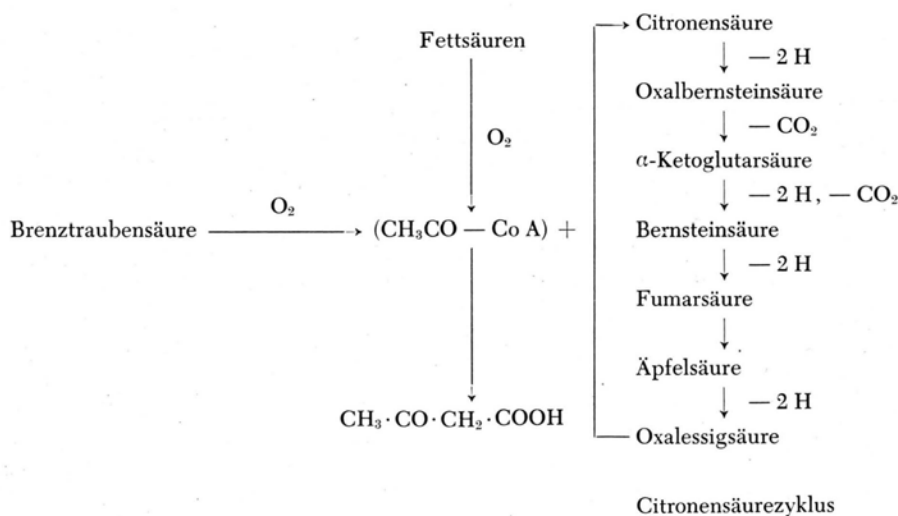 Fettsäuren
O₂
Brenztraubensäure
O₂
(CH₃CO — Co A) +
CH₃·CO·CH₂·COOH
Citronensäure
— 2 H
Oxalbernsteinsäure
— CO₂
α-Ketoglutarsäure
— 2 H, — CO₂
Bernsteinsäure
— 2 H
Fumarsäure
Äpfelsäure
— 2 H
Oxalessigsäure
Citronensäurezyklus